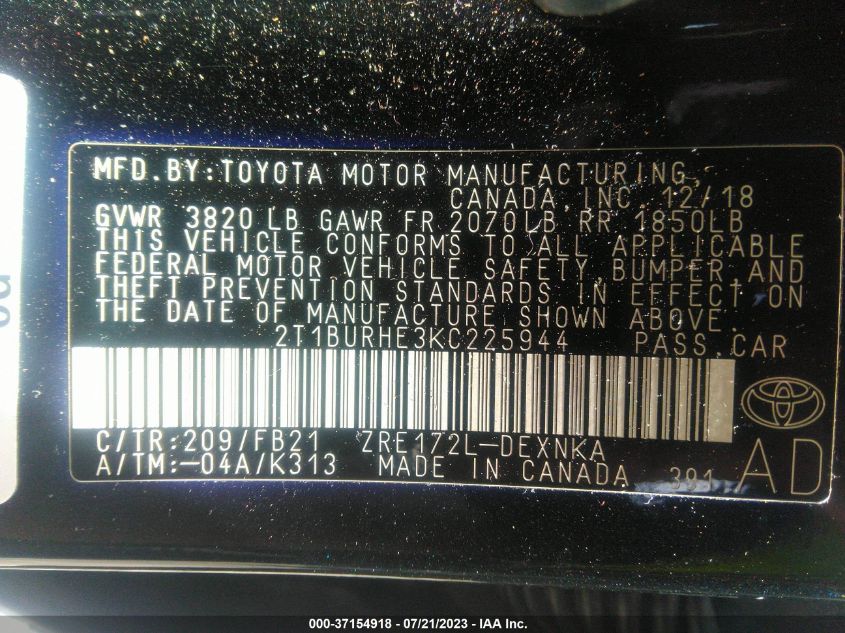 MFD.BY:TOYOTA MOTOR MANUFACTURING,
CANADA,INC. 12/18
GVWR 3820 LB GAWR FR 2070LB RR 1850LB
THIS VEHICLE CONFORMS TO ALL APPLICABLE
FEDERAL MOTOR VEHICLE SAFETY, BUMPER,AND
THEFT PREVENTION STANDARDS IN EFFECT ON
THE DATE OF MANUFACTURE SHOWN ABOVE.
2T1BURHE3KC225944 PASS.CAR
C/TR:209/FB21 ZRE172L-DEXNKA
A/TM:-04A/K313 MADE IN CANADA 391
AD
000-37154918 - 07/21/2023 - IAA Inc.